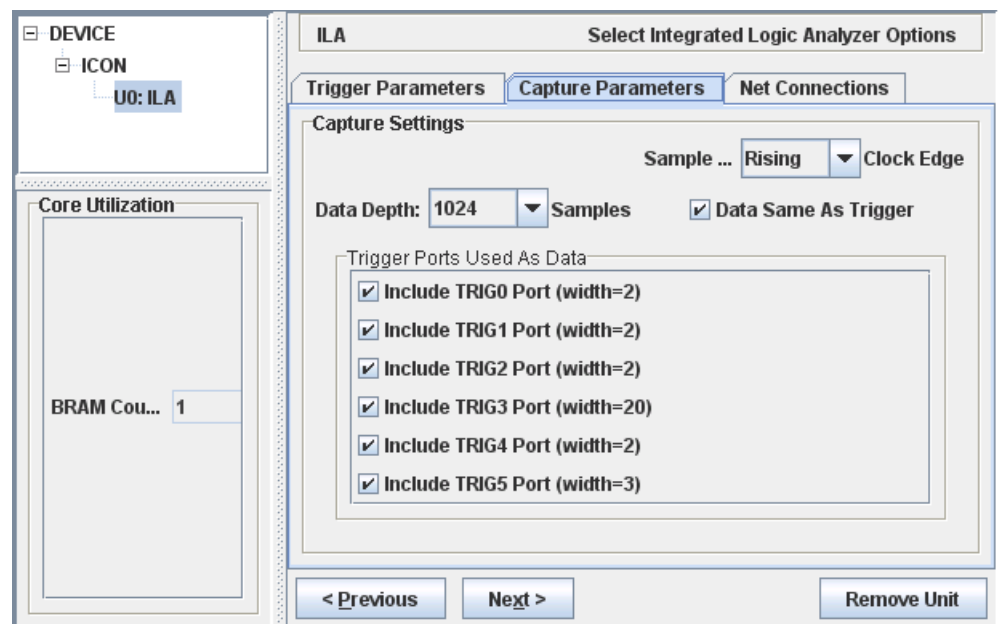 DEVICE
ICON
U0: ILA
Core Utilization
BRAM Cou... 1
ILA Select Integrated Logic Analyzer Options
Trigger Parameters Capture Parameters Net Connections
Capture Settings
Sample ... Rising Clock Edge
Data Depth: 1024 Samples Data Same As Trigger
Trigger Ports Used As Data
Include TRIG0 Port (width=2)
Include TRIG1 Port (width=2)
Include TRIG2 Port (width=2)
Include TRIG3 Port (width=20)
Include TRIG4 Port (width=2)
Include TRIG5 Port (width=3)
< Previous Next > Remove Unit